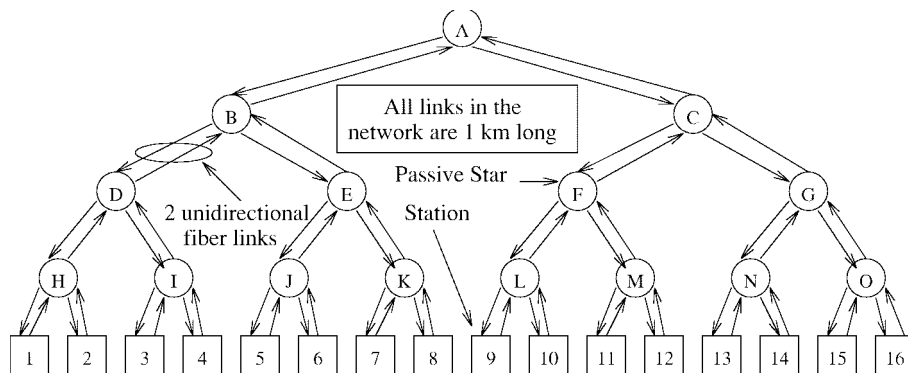 A
B
C
All links in the
network are 1 km long
D
E
Passive Star
F
G
2 unidirectional
fiber links
Station
H
I
J
K
L
M
N
O
1
2
3
4
5
6
7
8
9
10
11
12
13
14
15
16